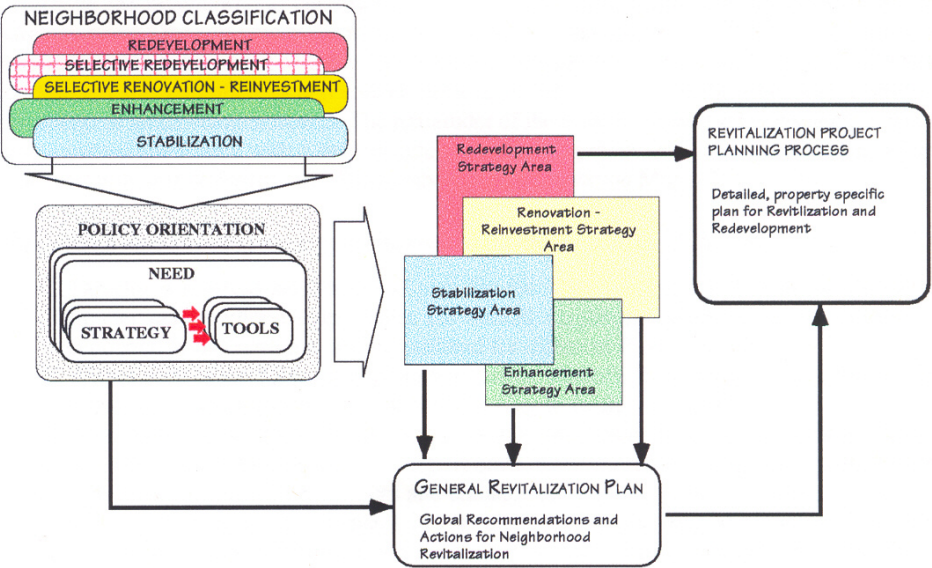 NEIGHBORHOOD CLASSIFICATION
REDEVELOPMENT
SELECTIVE REDEVELOPMENT
SELECTIVE RENOVATION - REINVESTMENT
ENHANCEMENT
STABILIZATION
POLICY ORIENTATION
NEED
STRATEGY
TOOLS
Redevelopment
Strategy Area
Renovation -
Reinvestment Strategy
Area
Stabilization
Strategy Area
Enhancement
Strategy Area
REVITALIZATION PROJECT
PLANNING PROCESS
Detailed, property specific
plan for Revitlization and
Redevelopment
GENERAL REVITALIZATION PLAN
Global Recommendations and
Actions for Neighborhood
Revitalization